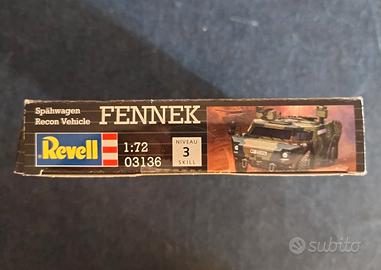 Spähwagen
Recon Vehicle
FENNEK
Revell
1:72
03136
NIVEAU
3
SKILL
subito